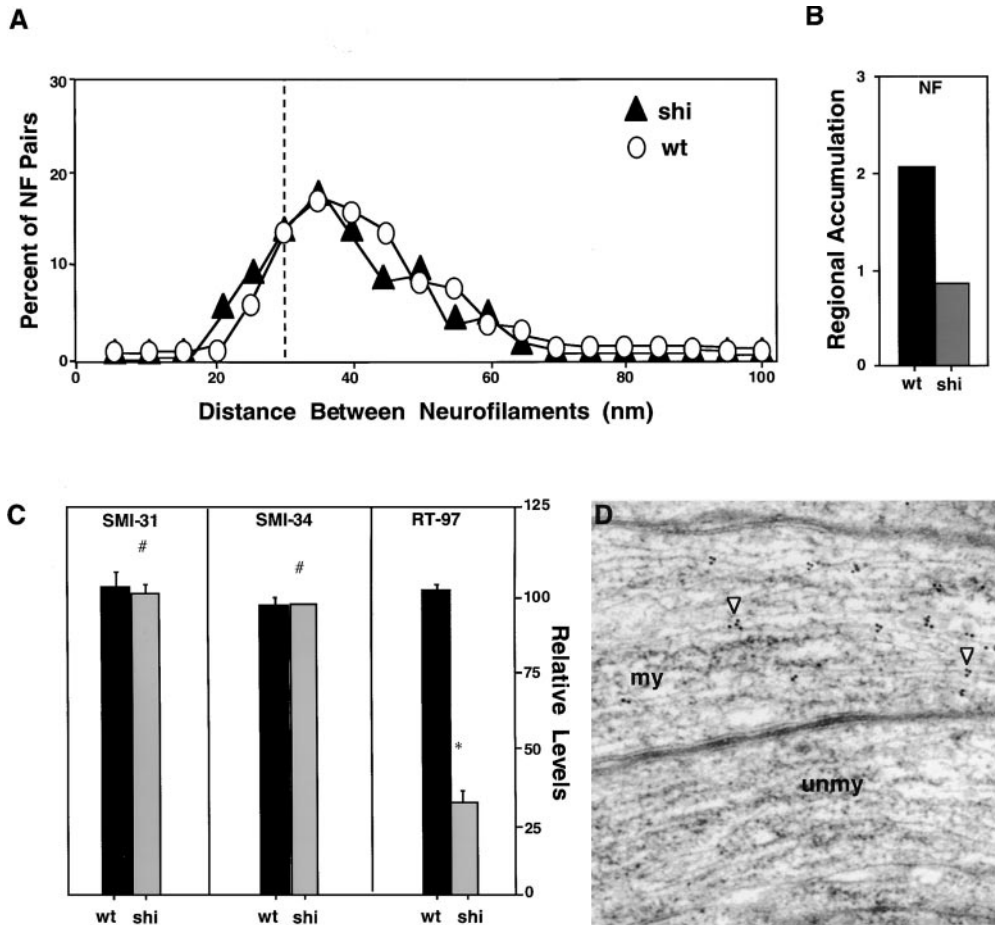 A
30
20
10
0
Percent of NF Pairs
shi
wt
0 20 40 60 80 100
Distance Between Neurofilaments (nm)
B
3
2
1
0
Regional Accumulation
NF
wt shi
C
SMI-31 SMI-34 RT-97
# # *
125
100
75
50
25
0
Relative Levels
wt shi wt shi wt shi
D
my
unmy